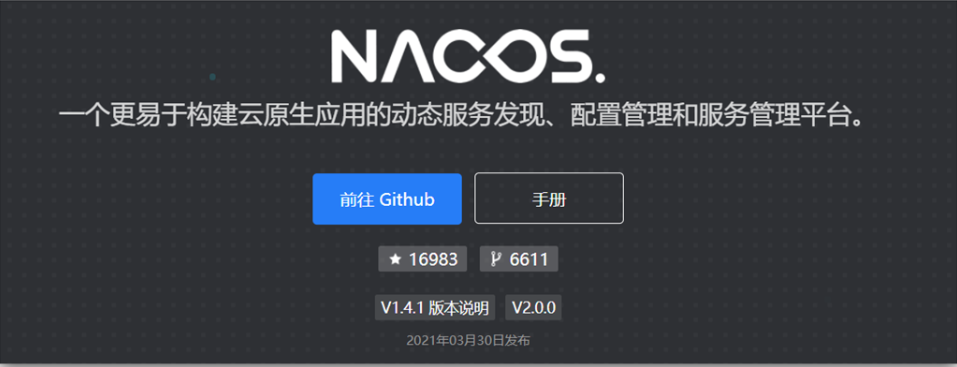 NACOS.
一个更易于构建云原生应用的动态服务发现、配置管理和服务管理平台。
前往 Github 手册
16983 6611
V1.4.1 版本说明 V2.0.0
2021年03月30日发布